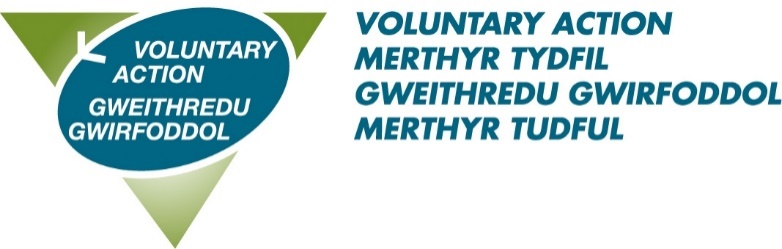 VOLUNTARY
ACTION
GWEITHREDU
GWIRFODDOL
VOLUNTARY ACTION
MERTHYR TYDFIL
GWEITHREDU GWIRFODDOL
MERTHYR TUDFUL